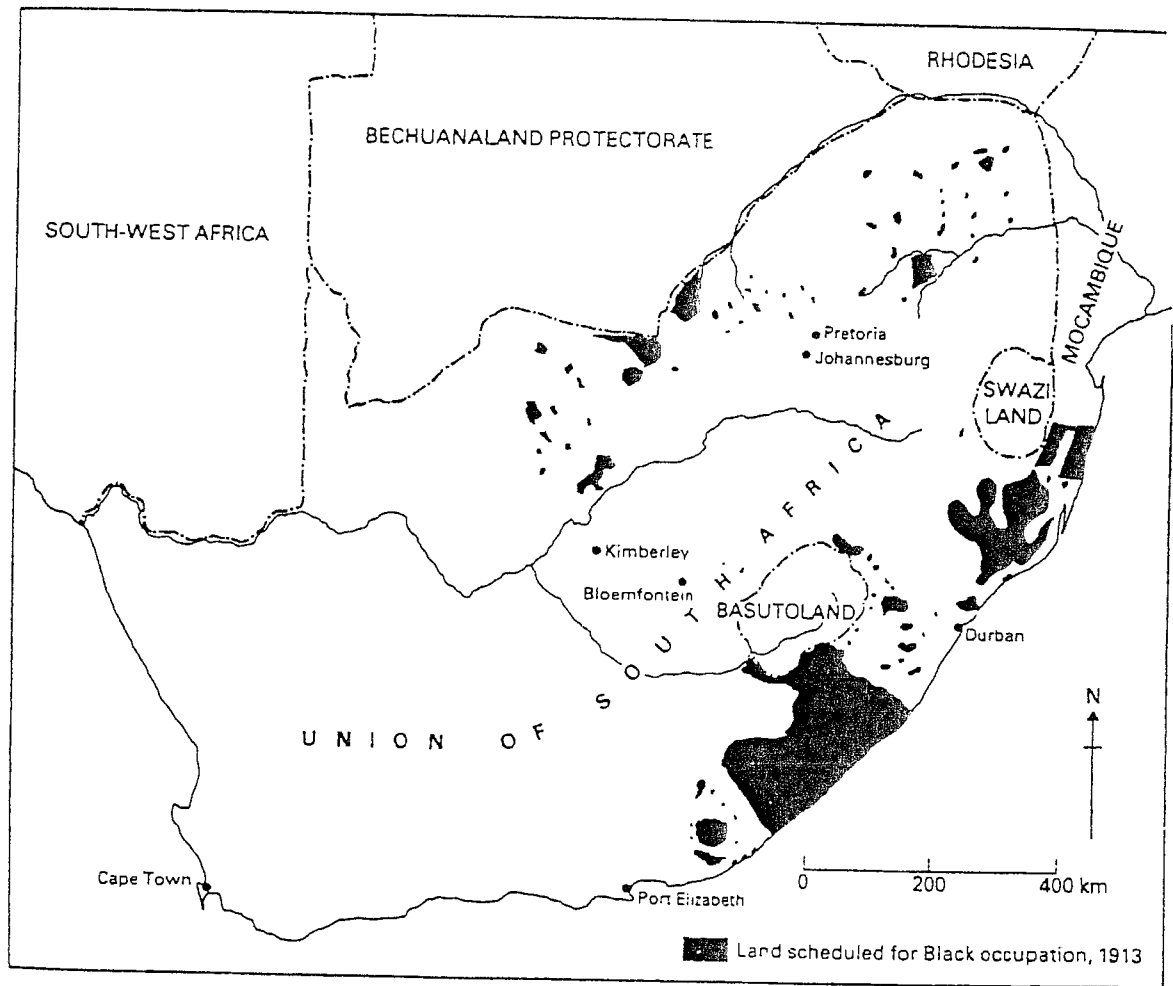 RHODESIA
BECHUANALAND PROTECTORATE
SOUTH-WEST AFRICA
MOCAMBIQUE
Pretoria
Johannesburg
SWAZI
LAND
Kimberley
Bloemfontein
BASUTOLAND
Durban
UNION OF SOUTH-AFRICA
N
Cape Town
Port Elizabeth
0 200 400 km
Land scheduled for Black occupation, 1913